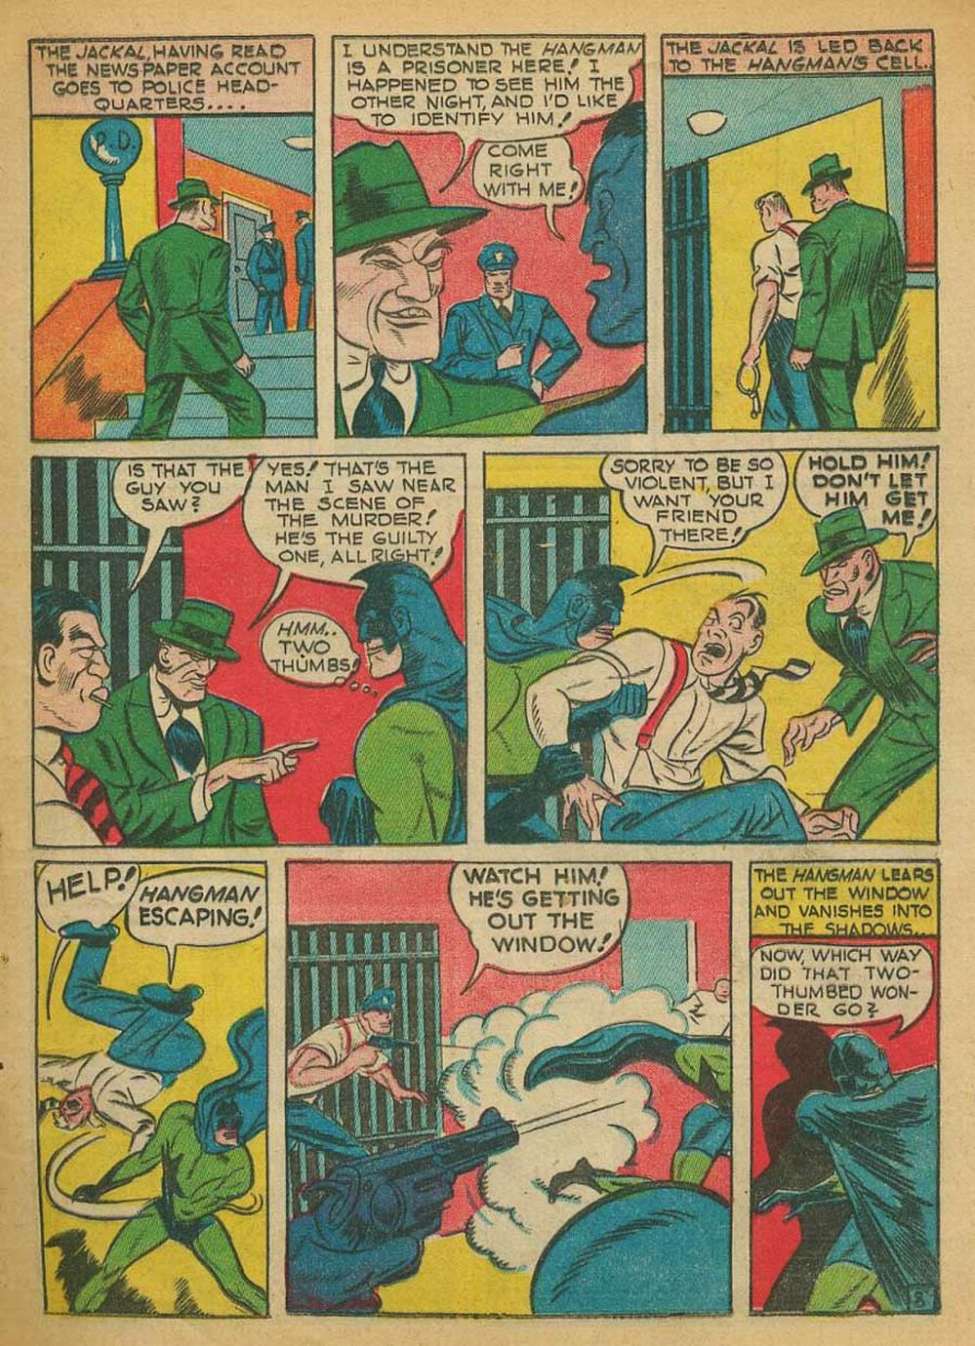 THE JACKAL, HAVING READ
THE NEWSPAPER ACCOUNT
GOES TO POLICE HEAD-
QUARTERS....
P.D.
I UNDERSTAND THE HANGMAN
IS A PRISONER HERE! I
HAPPENED TO SEE HIM THE
OTHER NIGHT, AND I'D LIKE
TO IDENTIFY HIM!
COME
RIGHT
WITH ME!
THE JACKAL IS LED BACK
TO THE HANGMAN'S CELL..
IS THAT THE
GUY YOU
SAW?
YES! THAT'S THE
MAN I SAW NEAR
THE SCENE OF
THE MURDER!
HE'S THE GUILTY
ONE, ALL RIGHT!
HMM..
TWO
THUMBS!
SORRY TO BE SO
VIOLENT, BUT I
WANT YOUR
FRIEND
THERE!
HOLD HIM!
DON'T LET
HIM GET
ME!
HELP!
HANGMAN
ESCAPING!
WATCH HIM!
HE'S GETTING
OUT THE
WINDOW!
THE HANGMAN LEARS
OUT THE WINDOW
AND VANISHES INTO
THE SHADOWS..
NOW, WHICH WAY
DID THAT TWO-
THUMBED WON-
DER GO?
8